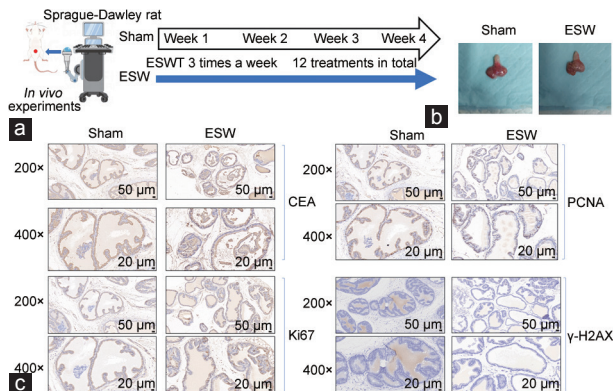 Sprague-Dawley rat
Sham
Week 1 Week 2 Week 3 Week 4
ESWT 3 times a week 12 treatments in total
ESW
In vivo
experiments
a
Sham ESW
b
Sham ESW
200× 50 µm 50 µm
CEA
400× 20 µm 20 µm
200× 50 µm 50 µm
Ki67
400× 20 µm 20 µm
Sham ESW
200× 50 µm 50 µm
PCNA
400× 20 µm 20 µm
200× 50 µm 50 µm
γ-H2AX
400× 20 µm 20 µm
c